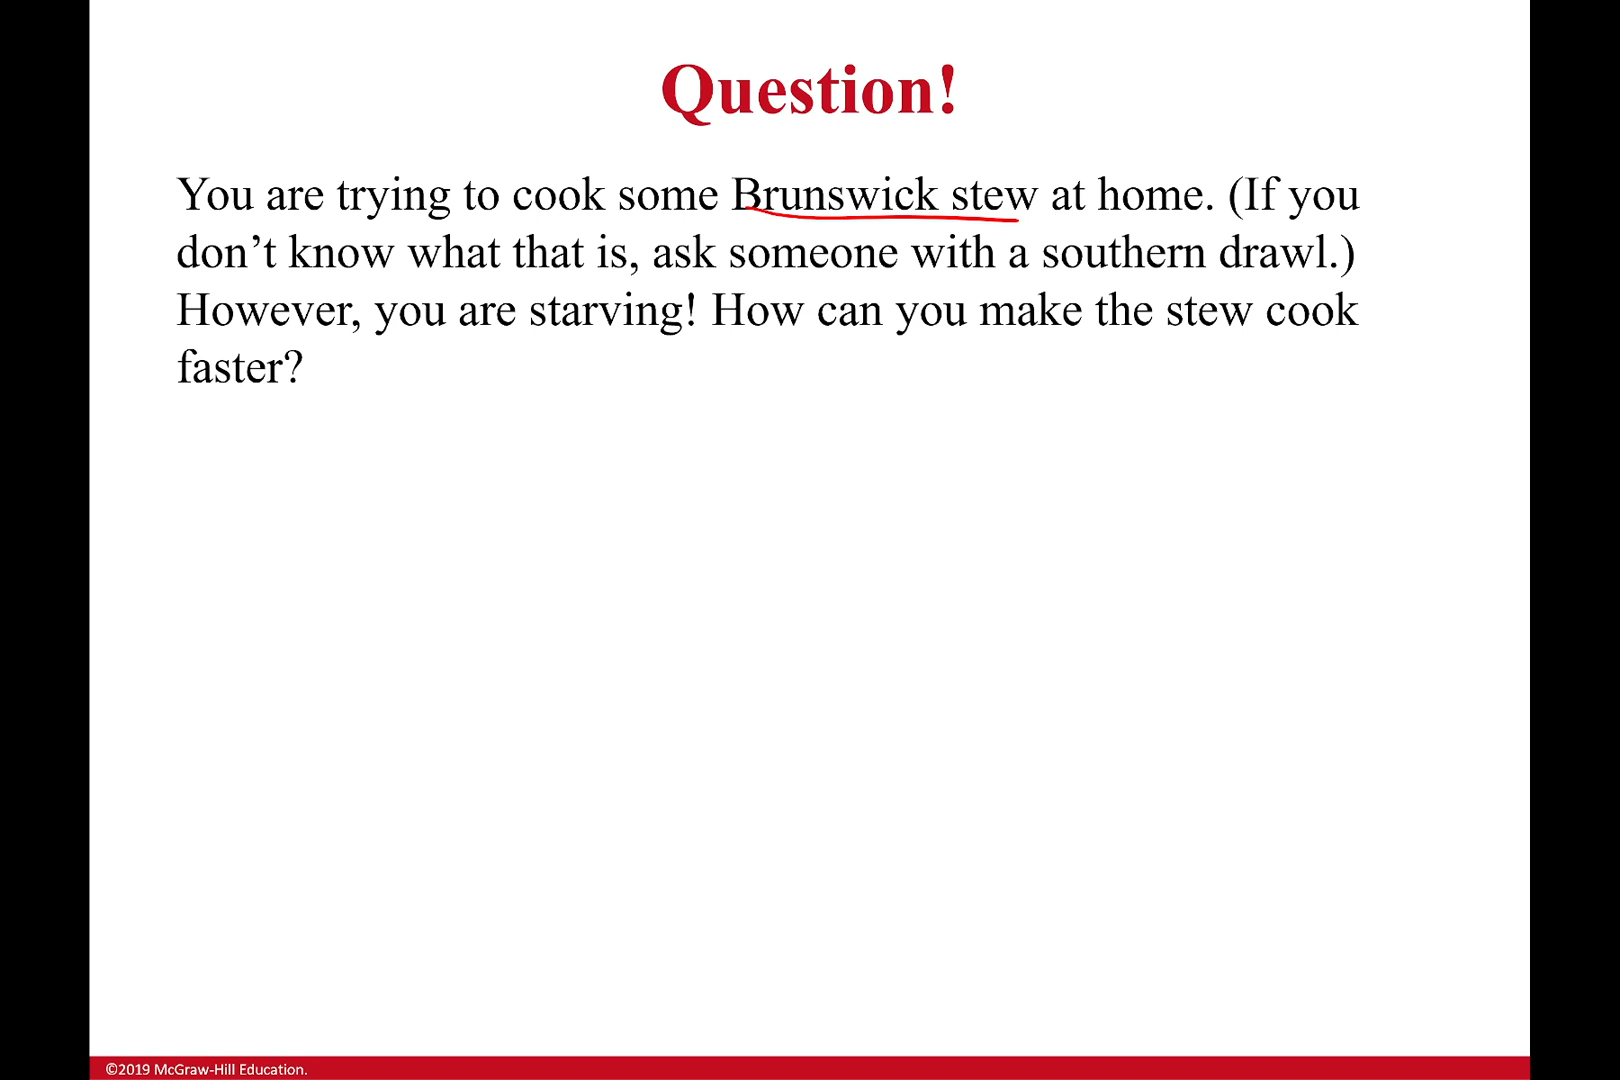 Question!
You are trying to cook some Brunswick stew at home. (If you
don’t know what that is, ask someone with a southern drawl.)
However, you are starving! How can you make the stew cook
faster?
©2019 McGraw-Hill Education.